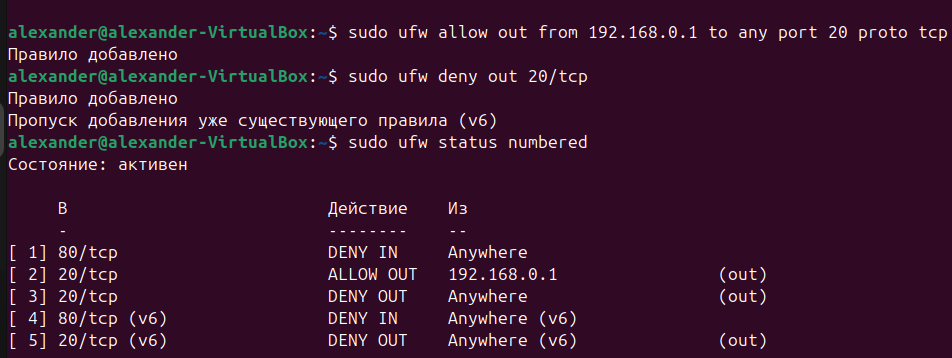 alexander@alexander-VirtualBox:~$ sudo ufw allow out from 192.168.0.1 to any port 20 proto tcp
Правило добавлено
alexander@alexander-VirtualBox:~$ sudo ufw deny out 20/tcp
Правило добавлено
Пропуск добавления уже существующего правила (v6)
alexander@alexander-VirtualBox:~$ sudo ufw status numbered
Состояние: активен
В Действие Из
- -------- --
[ 1] 80/tcp DENY IN Anywhere
[ 2] 20/tcp ALLOW OUT 192.168.0.1 (out)
[ 3] 20/tcp DENY OUT Anywhere (out)
[ 4] 80/tcp (v6) DENY IN Anywhere (v6)
[ 5] 20/tcp (v6) DENY OUT Anywhere (v6) (out)